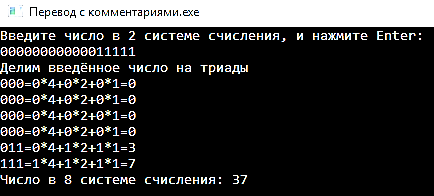 Перевод с комментариями.exe
Введите число в 2 системе счисления, и нажмите Enter:
00000000000011111
Делим введённое число на триады
000=0*4+0*2+0*1=0
000=0*4+0*2+0*1=0
000=0*4+0*2+0*1=0
000=0*4+0*2+0*1=0
011=0*4+1*2+1*1=3
111=1*4+1*2+1*1=7
Число в 8 системе счисления: 37